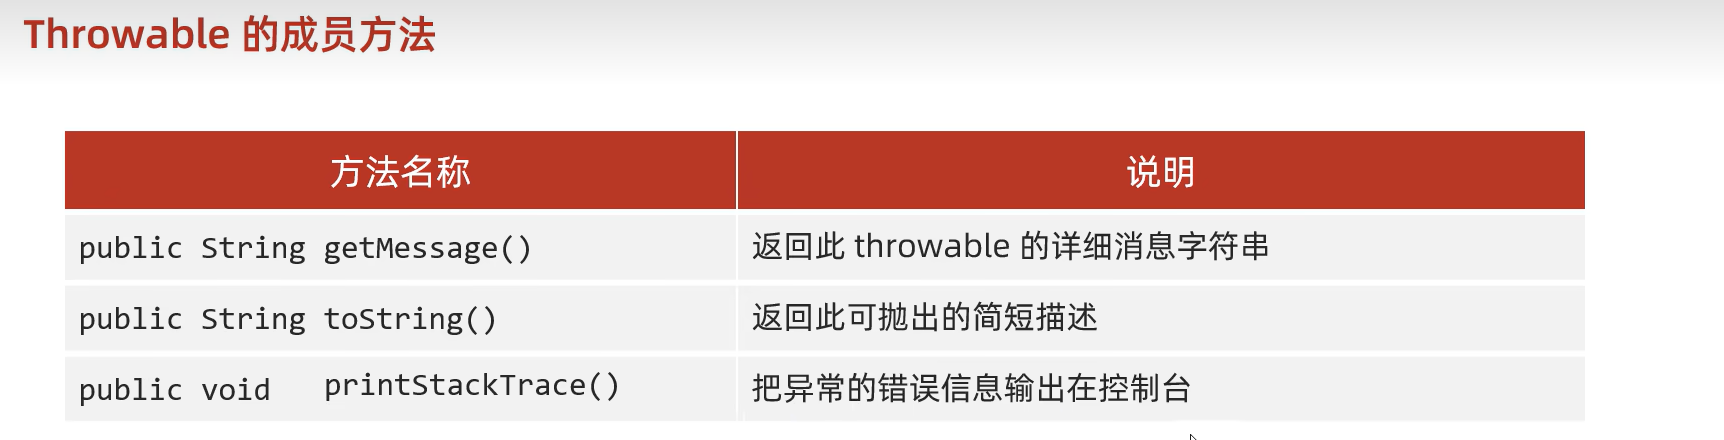 Throwable 的成员方法
方法名称 说明
public String getMessage() 返回此 throwable 的详细消息字符串
public String toString() 返回此可抛出的简短描述
public void printStackTrace() 把异常的错误信息输出在控制台